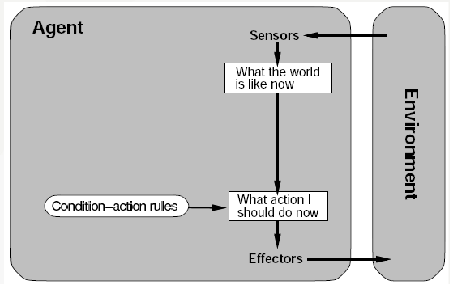 Agent
Sensors
What the world
is like now
Environment
Condition–action rules
What action I
should do now
Effectors